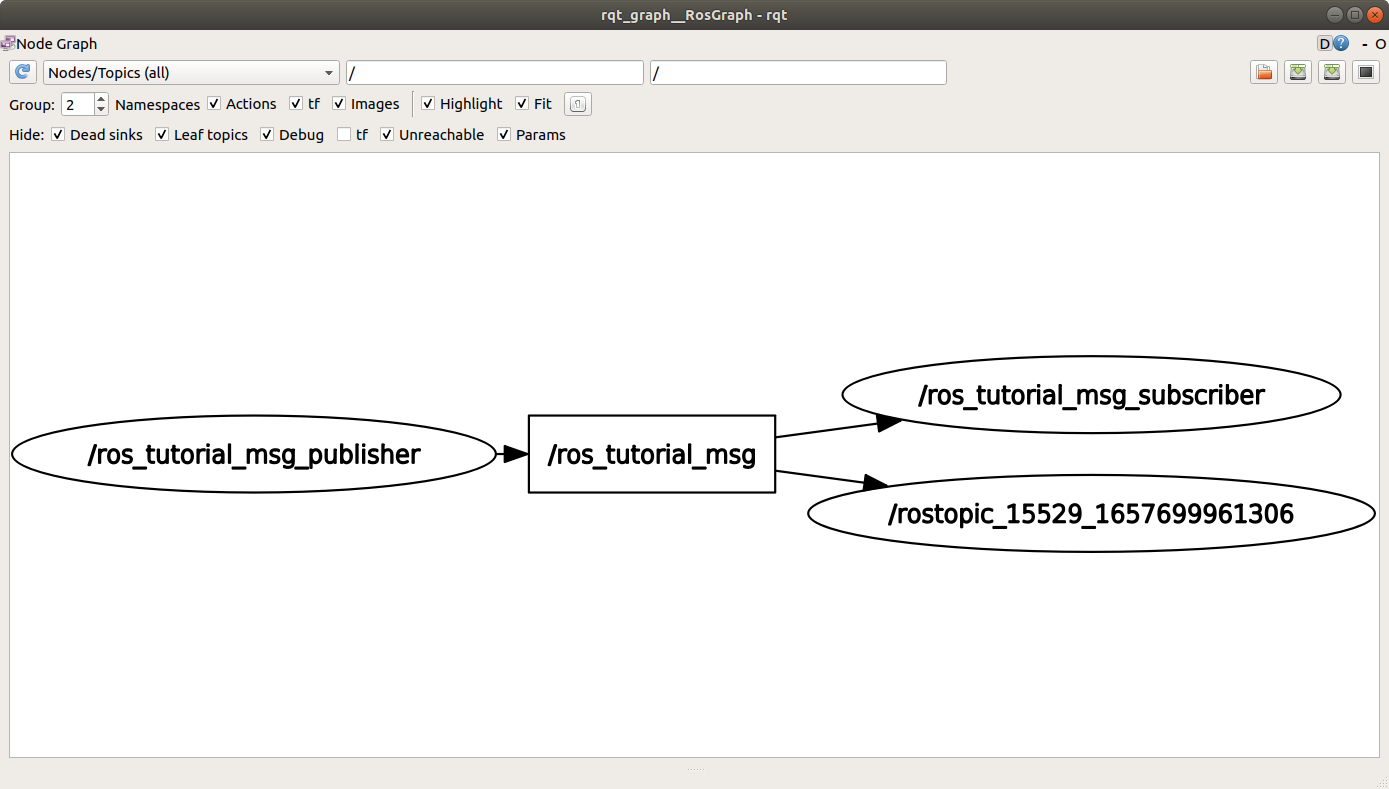 rqt_graph__RosGraph - rqt
Node Graph D ? - O
Nodes/Topics (all) / /
Group: 2 Namespaces Actions tf Images Highlight Fit
Hide: Dead sinks Leaf topics Debug tf Unreachable Params
/ros_tutorial_msg_subscriber
/ros_tutorial_msg_publisher /ros_tutorial_msg
/rostopic_15529_1657699961306